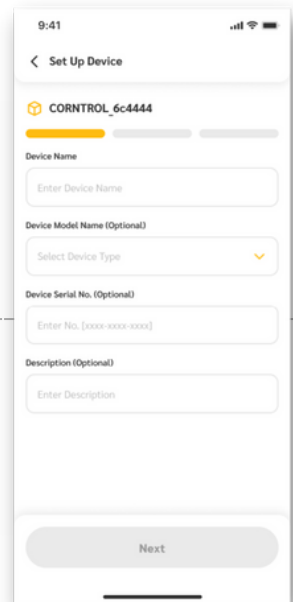 9:41
Set Up Device
CORNTROL_6c4444
Device Name
Enter Device Name
Device Model Name (Optional)
Select Device Type
Device Serial No. (Optional)
Enter No. [xxxx-xxxx-xxxx]
Description (Optional)
Enter Description
Next